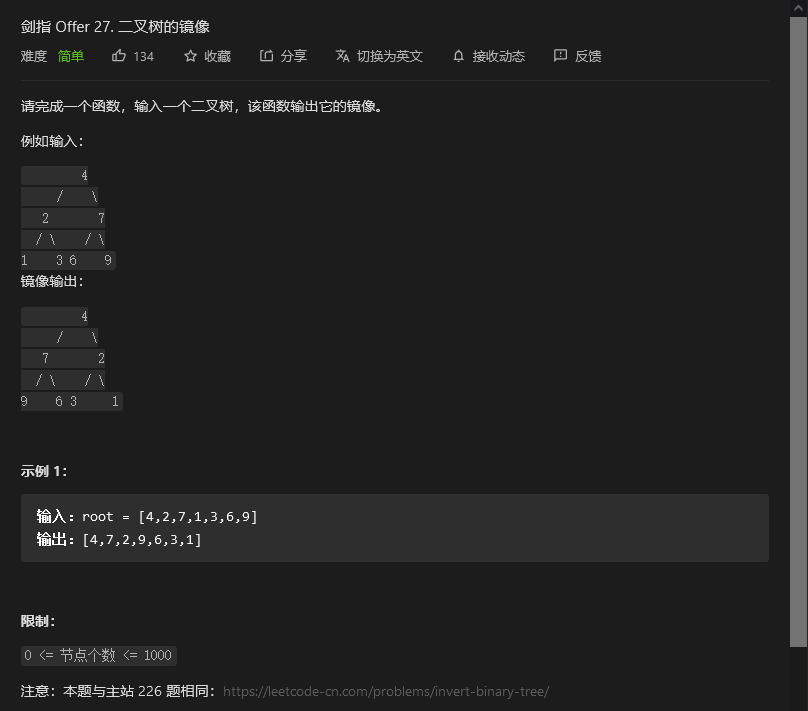 剑指 Offer 27. 二叉树的镜像
难度 简单 134 收藏 分享 切换为英文 接收动态 反馈
请完成一个函数，输入一个二叉树，该函数输出它的镜像。
例如输入：
4
/ \
2 7
/ \ / \
1 3 6 9
镜像输出：
4
/ \
7 2
/ \ / \
9 6 3 1
示例 1：
输入：root = [4,2,7,1,3,6,9]
输出：[4,7,2,9,6,3,1]
限制：
0 <= 节点个数 <= 1000
注意：本题与主站 226 题相同：https://leetcode-cn.com/problems/invert-binary-tree/